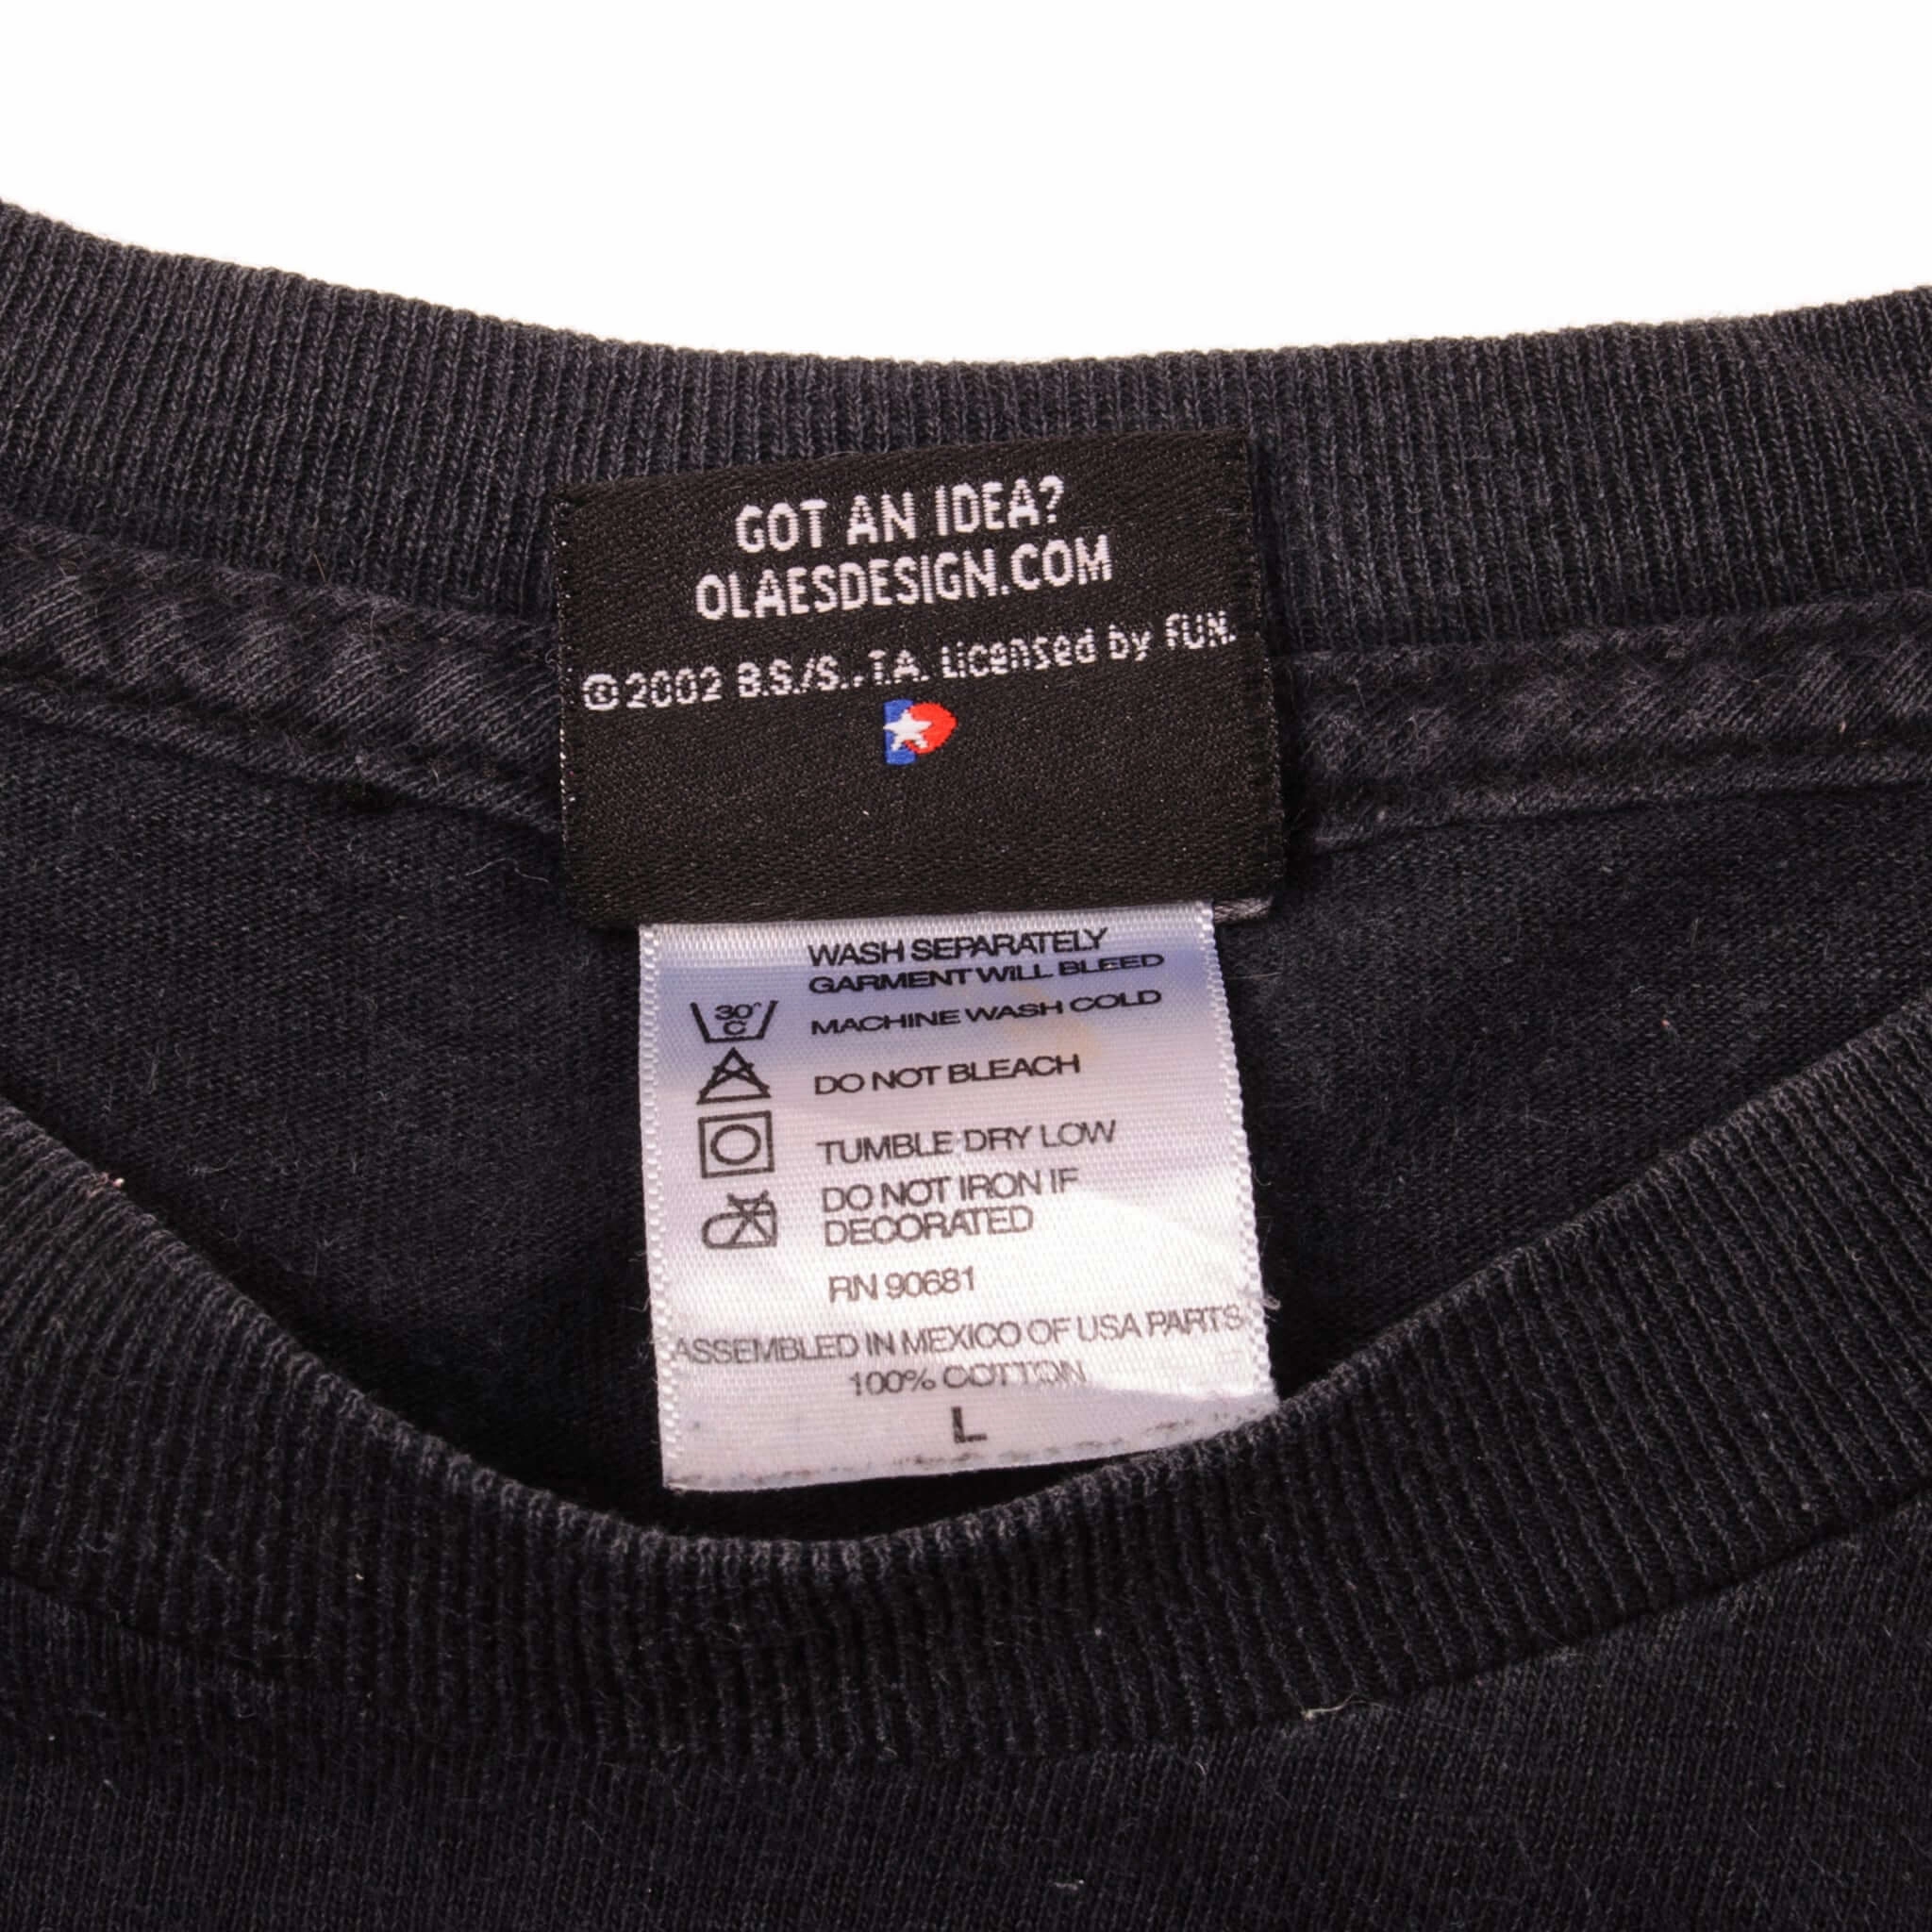 GOT AN IDEA?
OLAESDESIGN.COM
©2002 B.S./S..TA. Licensed by FUN.
WASH SEPARATELY
GARMENT WILL BLEED
30°
C
MACHINE WASH COLD
DO NOT BLEACH
TUMBLE DRY LOW
DO NOT IRON IF
DECORATED
RN 90681
ASSEMBLED IN MEXICO OF USA PARTS
100% COTTON
L